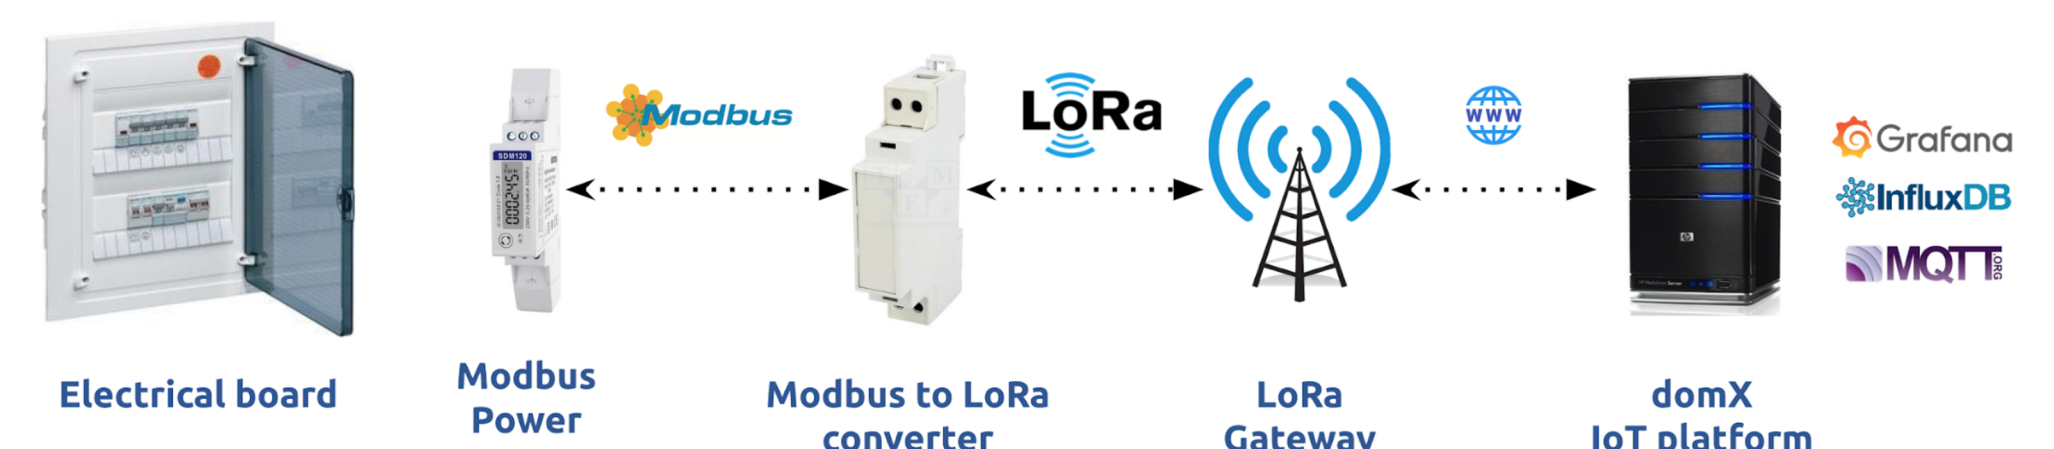 Modbus
LoRa
WWW
Grafana
InfluxDB
MQTT.ORG
SDM120
000245
Electrical board
Modbus
Power
Modbus to LoRa
converter
LoRa
Gateway
domX
IoT platform